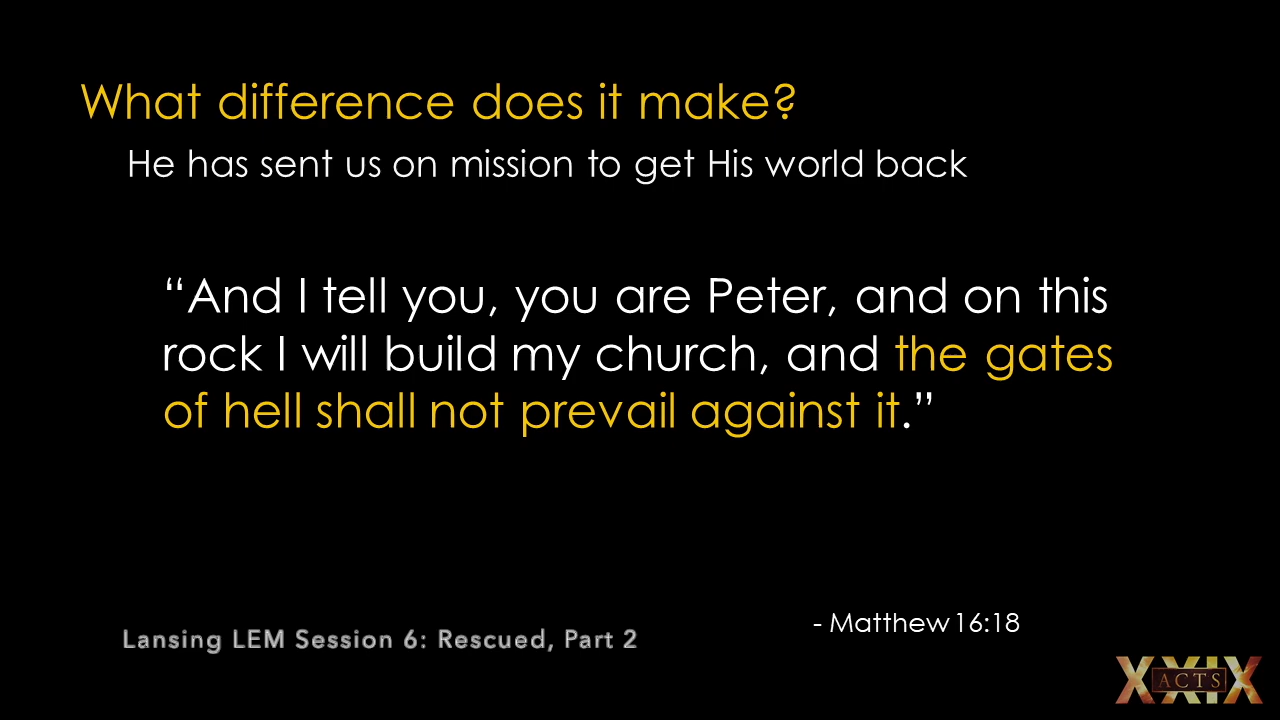 What difference does it make?
He has sent us on mission to get His world back
“And I tell you, you are Peter, and on this
rock I will build my church, and the gates
of hell shall not prevail against it.”
- Matthew 16:18
Lansing LEM Session 6: Rescued, Part 2
XXIX
ACTS